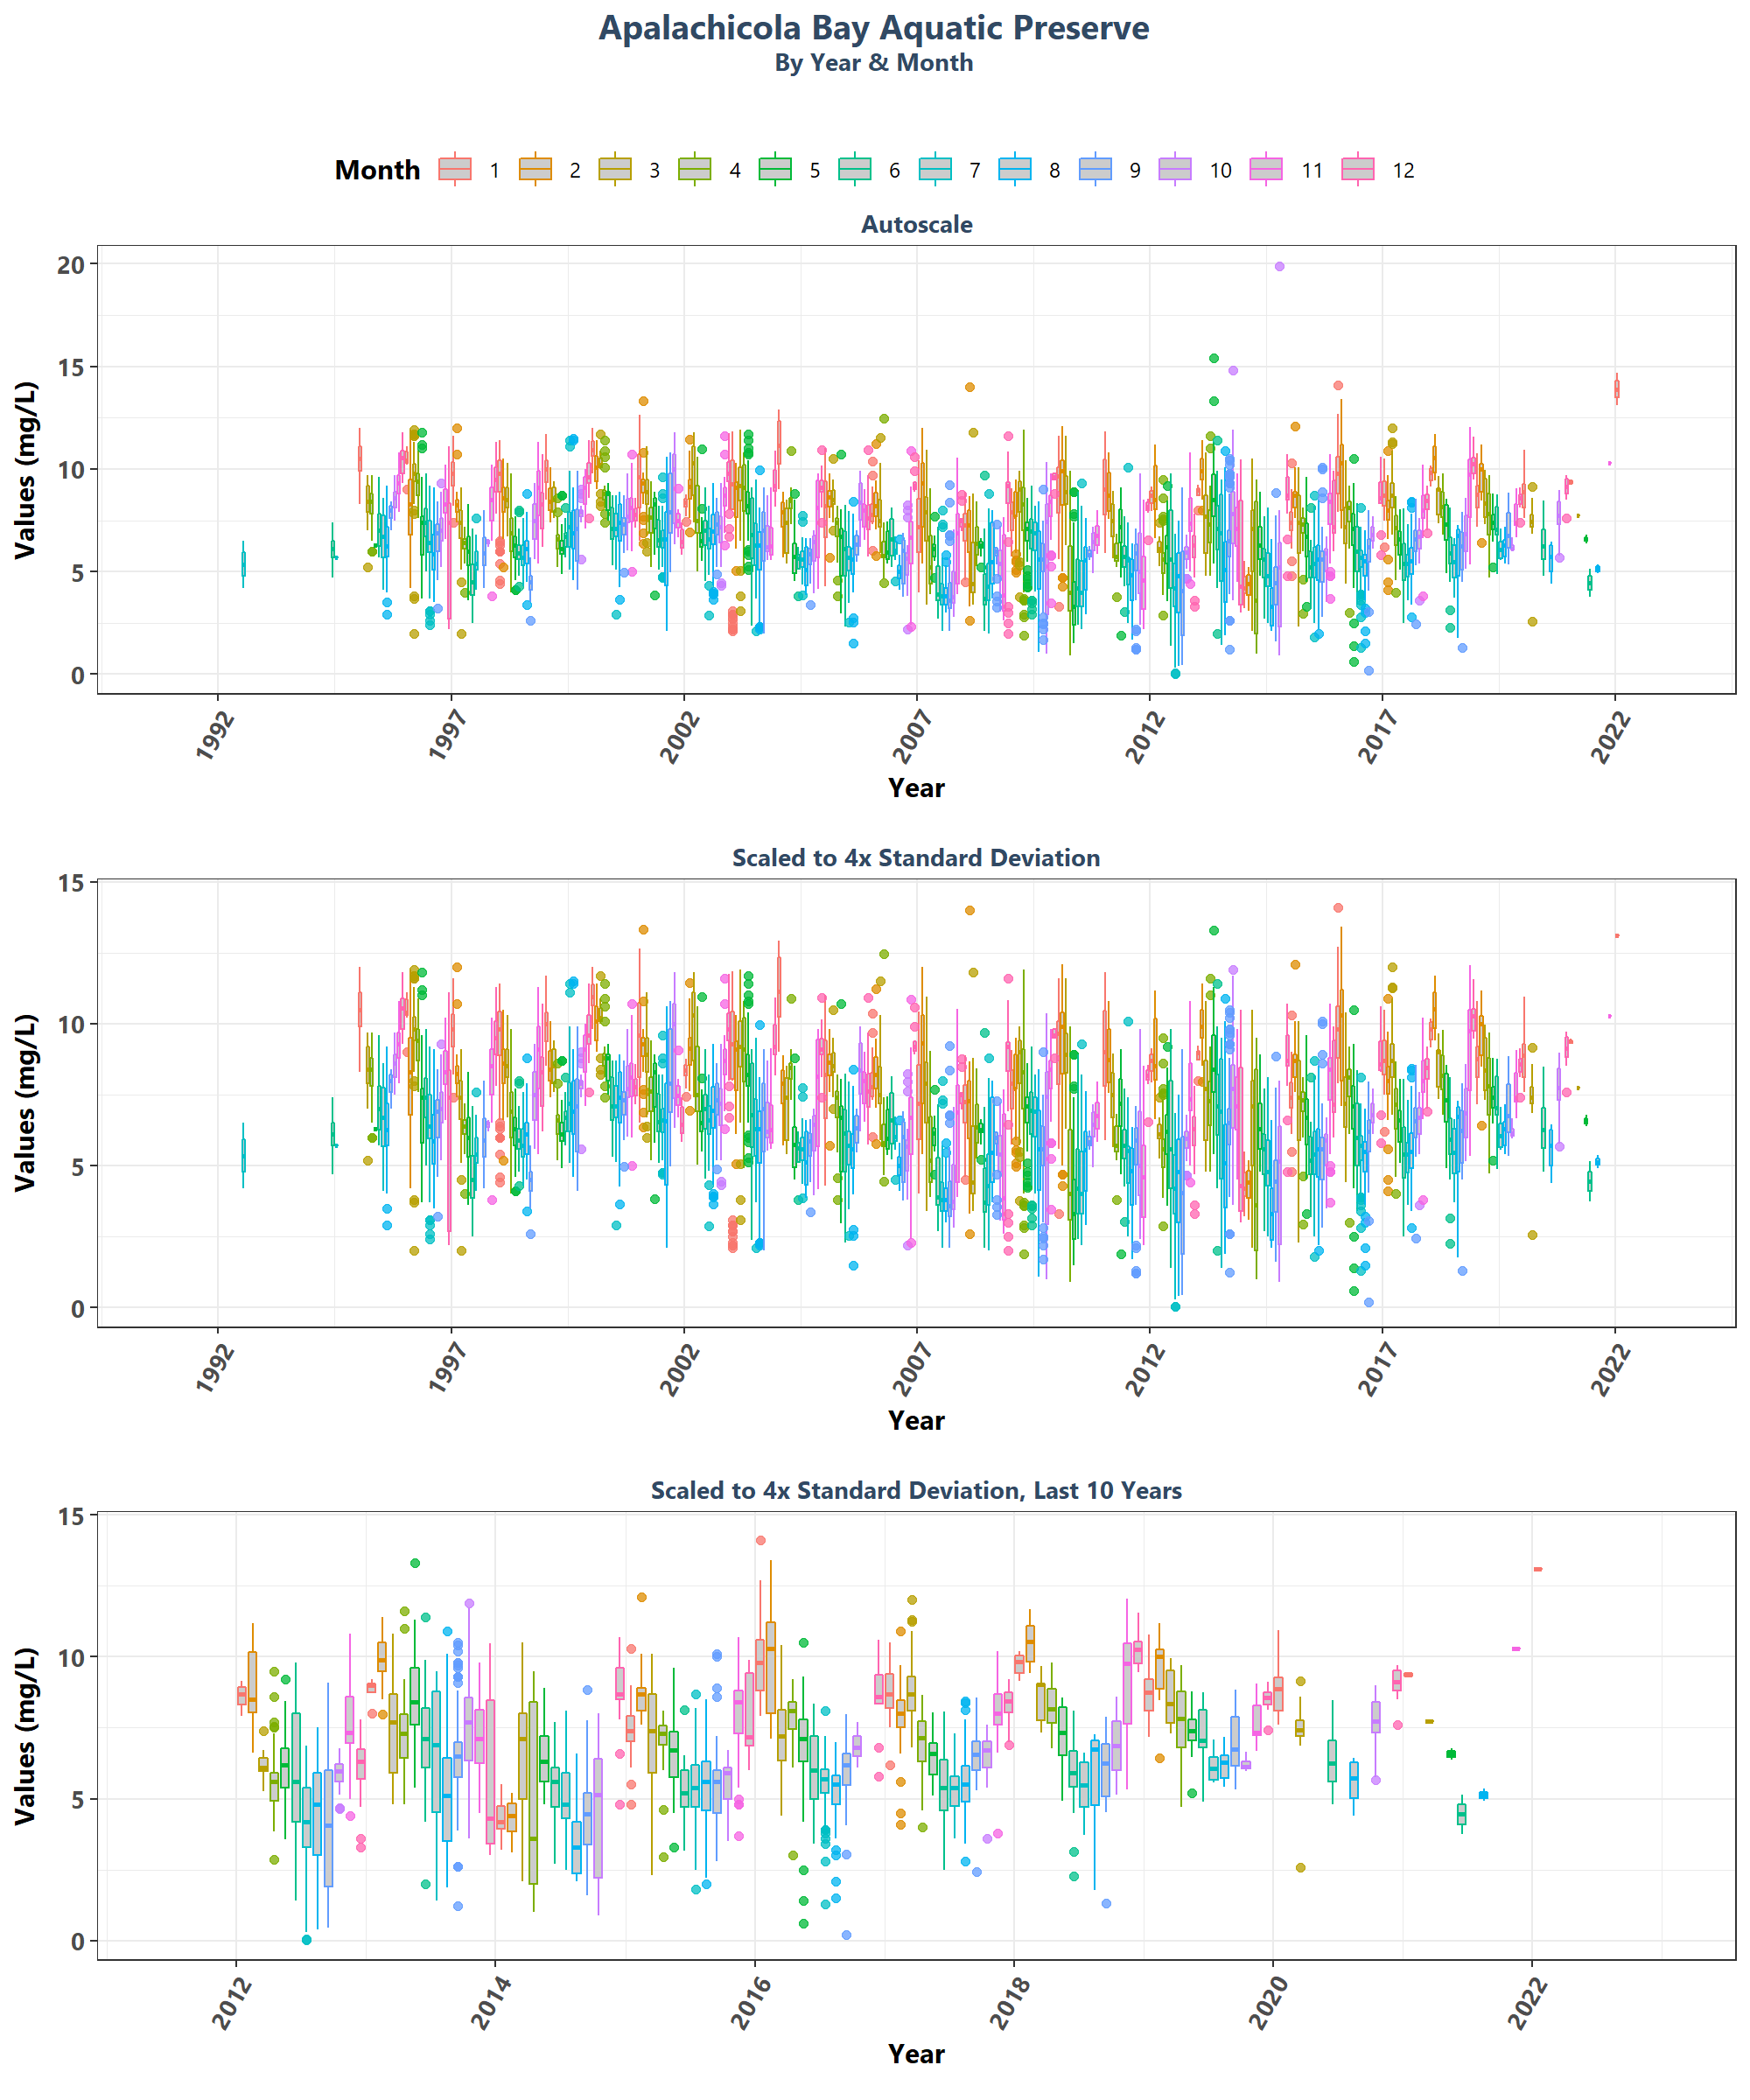 Apalachicola Bay Aquatic Preserve
By Year & Month
Month 1 2 3 4 5 6 7 8 9 10 11 12
Autoscale
Values (mg/L)
20
15
10
5
0
1992 1997 2002 2007 2012 2017 2022
Year
Scaled to 4x Standard Deviation
Values (mg/L)
15
10
5
0
1992 1997 2002 2007 2012 2017 2022
Year
Scaled to 4x Standard Deviation, Last 10 Years
Values (mg/L)
15
10
5
0
2012 2014 2016 2018 2020 2022
Year